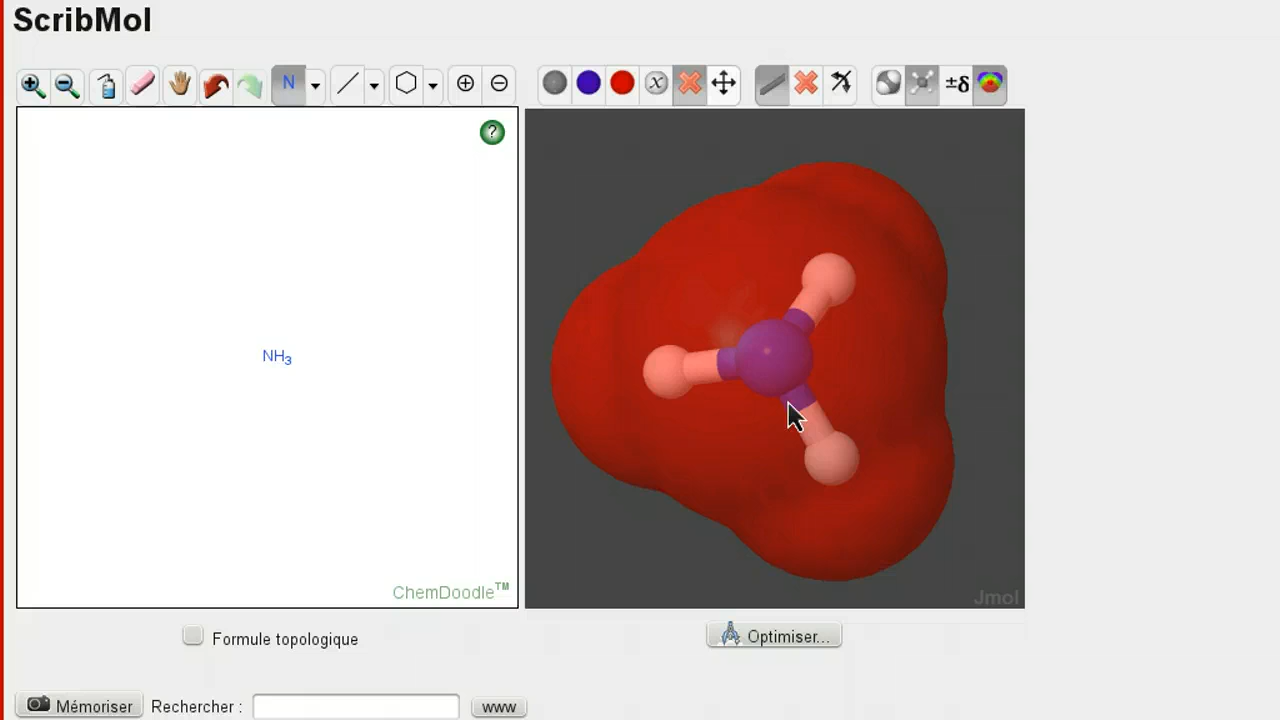 ScribMol
N
x
±δ
?
NH₃
ChemDoodle™
Jmol
Formule topologique
Optimiser...
Mémoriser
Rechercher :
www